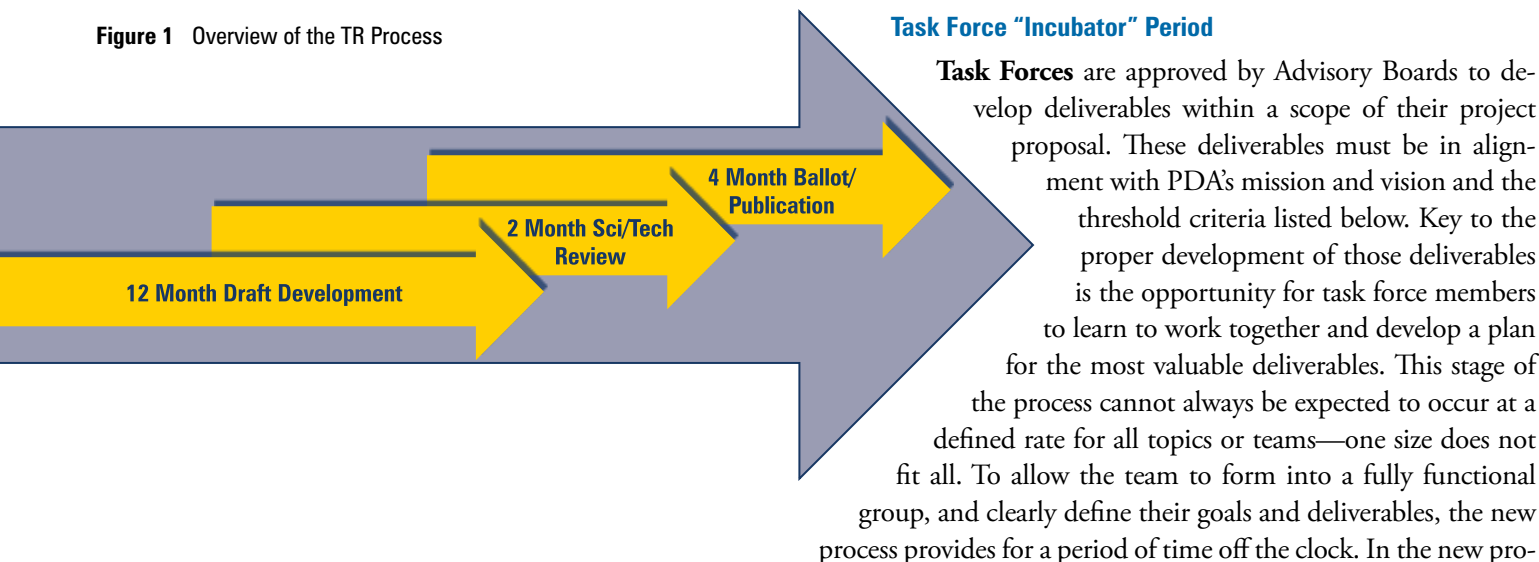 Figure 1 Overview of the TR Process
12 Month Draft Development
2 Month Sci/Tech
Review
4 Month Ballot/
Publication
Task Force “Incubator” Period
Task Forces are approved by Advisory Boards to de-
velop deliverables within a scope of their project
proposal. These deliverables must be in align-
ment with PDA’s mission and vision and the
threshold criteria listed below. Key to the
proper development of those deliverables
is the opportunity for task force members
to learn to work together and develop a plan
for the most valuable deliverables. This stage of
the process cannot always be expected to occur at a
defined rate for all topics or teams—one size does not
fit all. To allow the team to form into a fully functional
group, and clearly define their goals and deliverables, the new
process provides for a period of time off the clock. In the new pro-